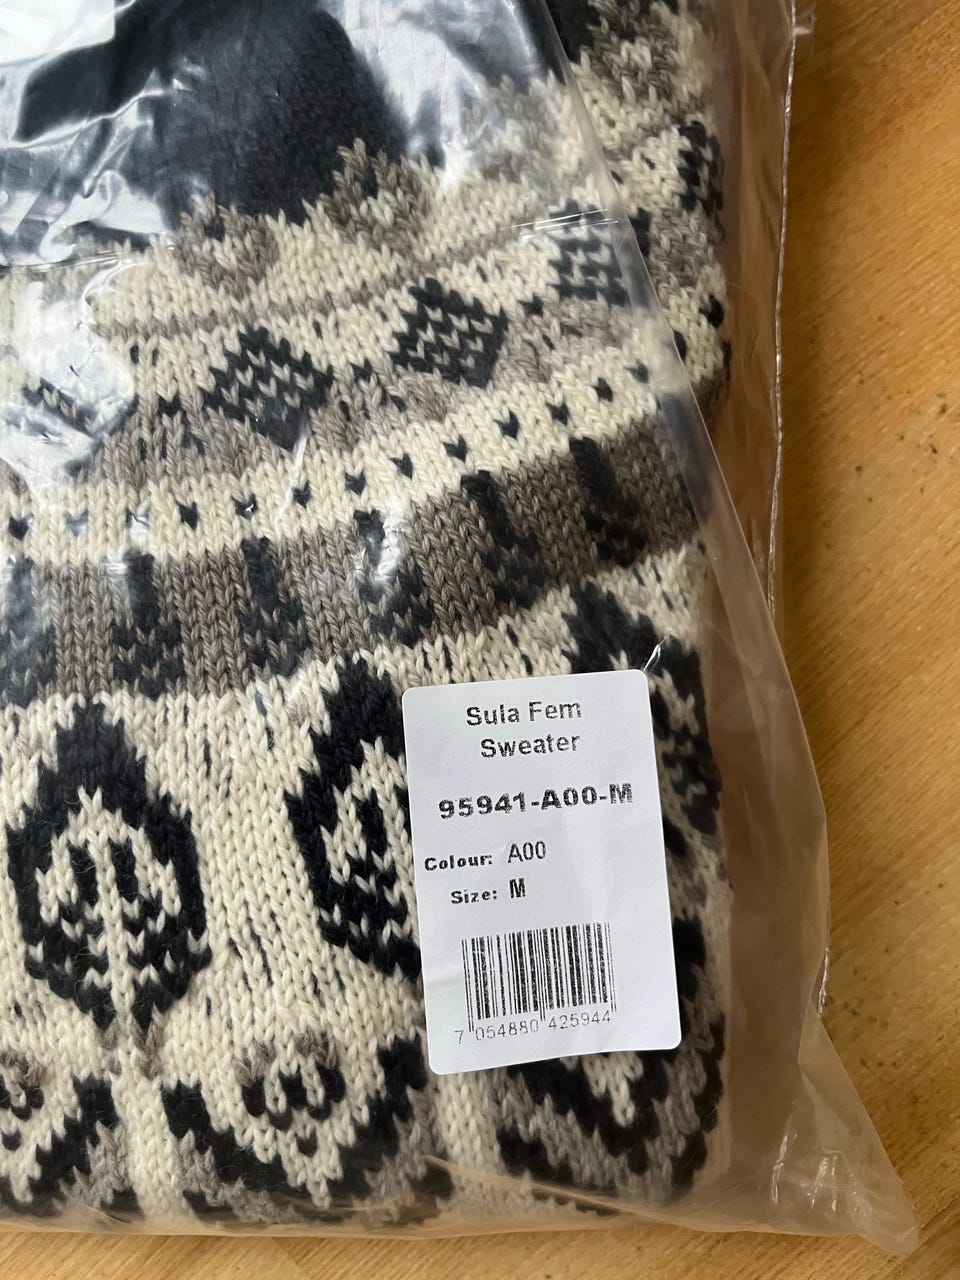 Sula Fem
Sweater
95941-A00-M
Colour: A00
Size: M
7 054880 425944